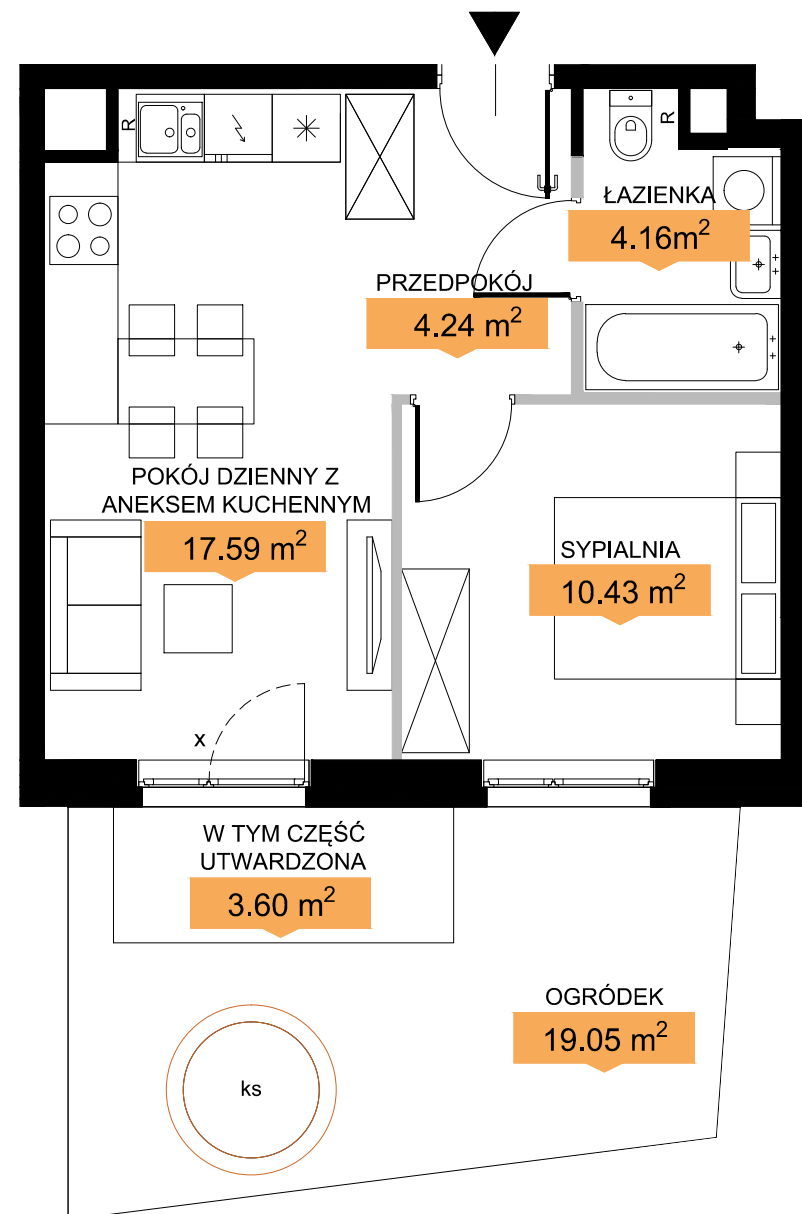 R
R
ŁAZIENKA
4.16m²
PRZEDPOKÓJ
4.24 m²
POKÓJ DZIENNY Z
ANEKSEM KUCHENNYM
17.59 m²
SYPIALNIA
10.43 m²
x
W TYM CZĘŚĆ
UTWARDZONA
3.60 m²
OGRÓDEK
19.05 m²
ks